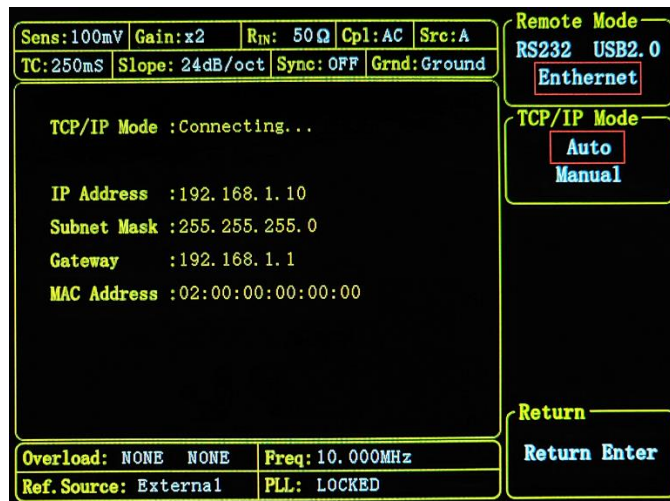 Sens:100mV Gain:x2 RIN: 50Ω Cpl:AC Src:A
TC:250mS Slope: 24dB/oct Sync: OFF Grnd:Ground
TCP/IP Mode :Connecting...
IP Address :192.168.1.10
Subnet Mask :255.255.255.0
Gateway :192.168.1.1
MAC Address :02:00:00:00:00:00
Overload: NONE NONE Freq:10.000MHz
Ref.Source: External PLL: LOCKED
Remote Mode
RS232 USB2.0
Enthernet
TCP/IP Mode
Auto
Manual
Return
Return Enter